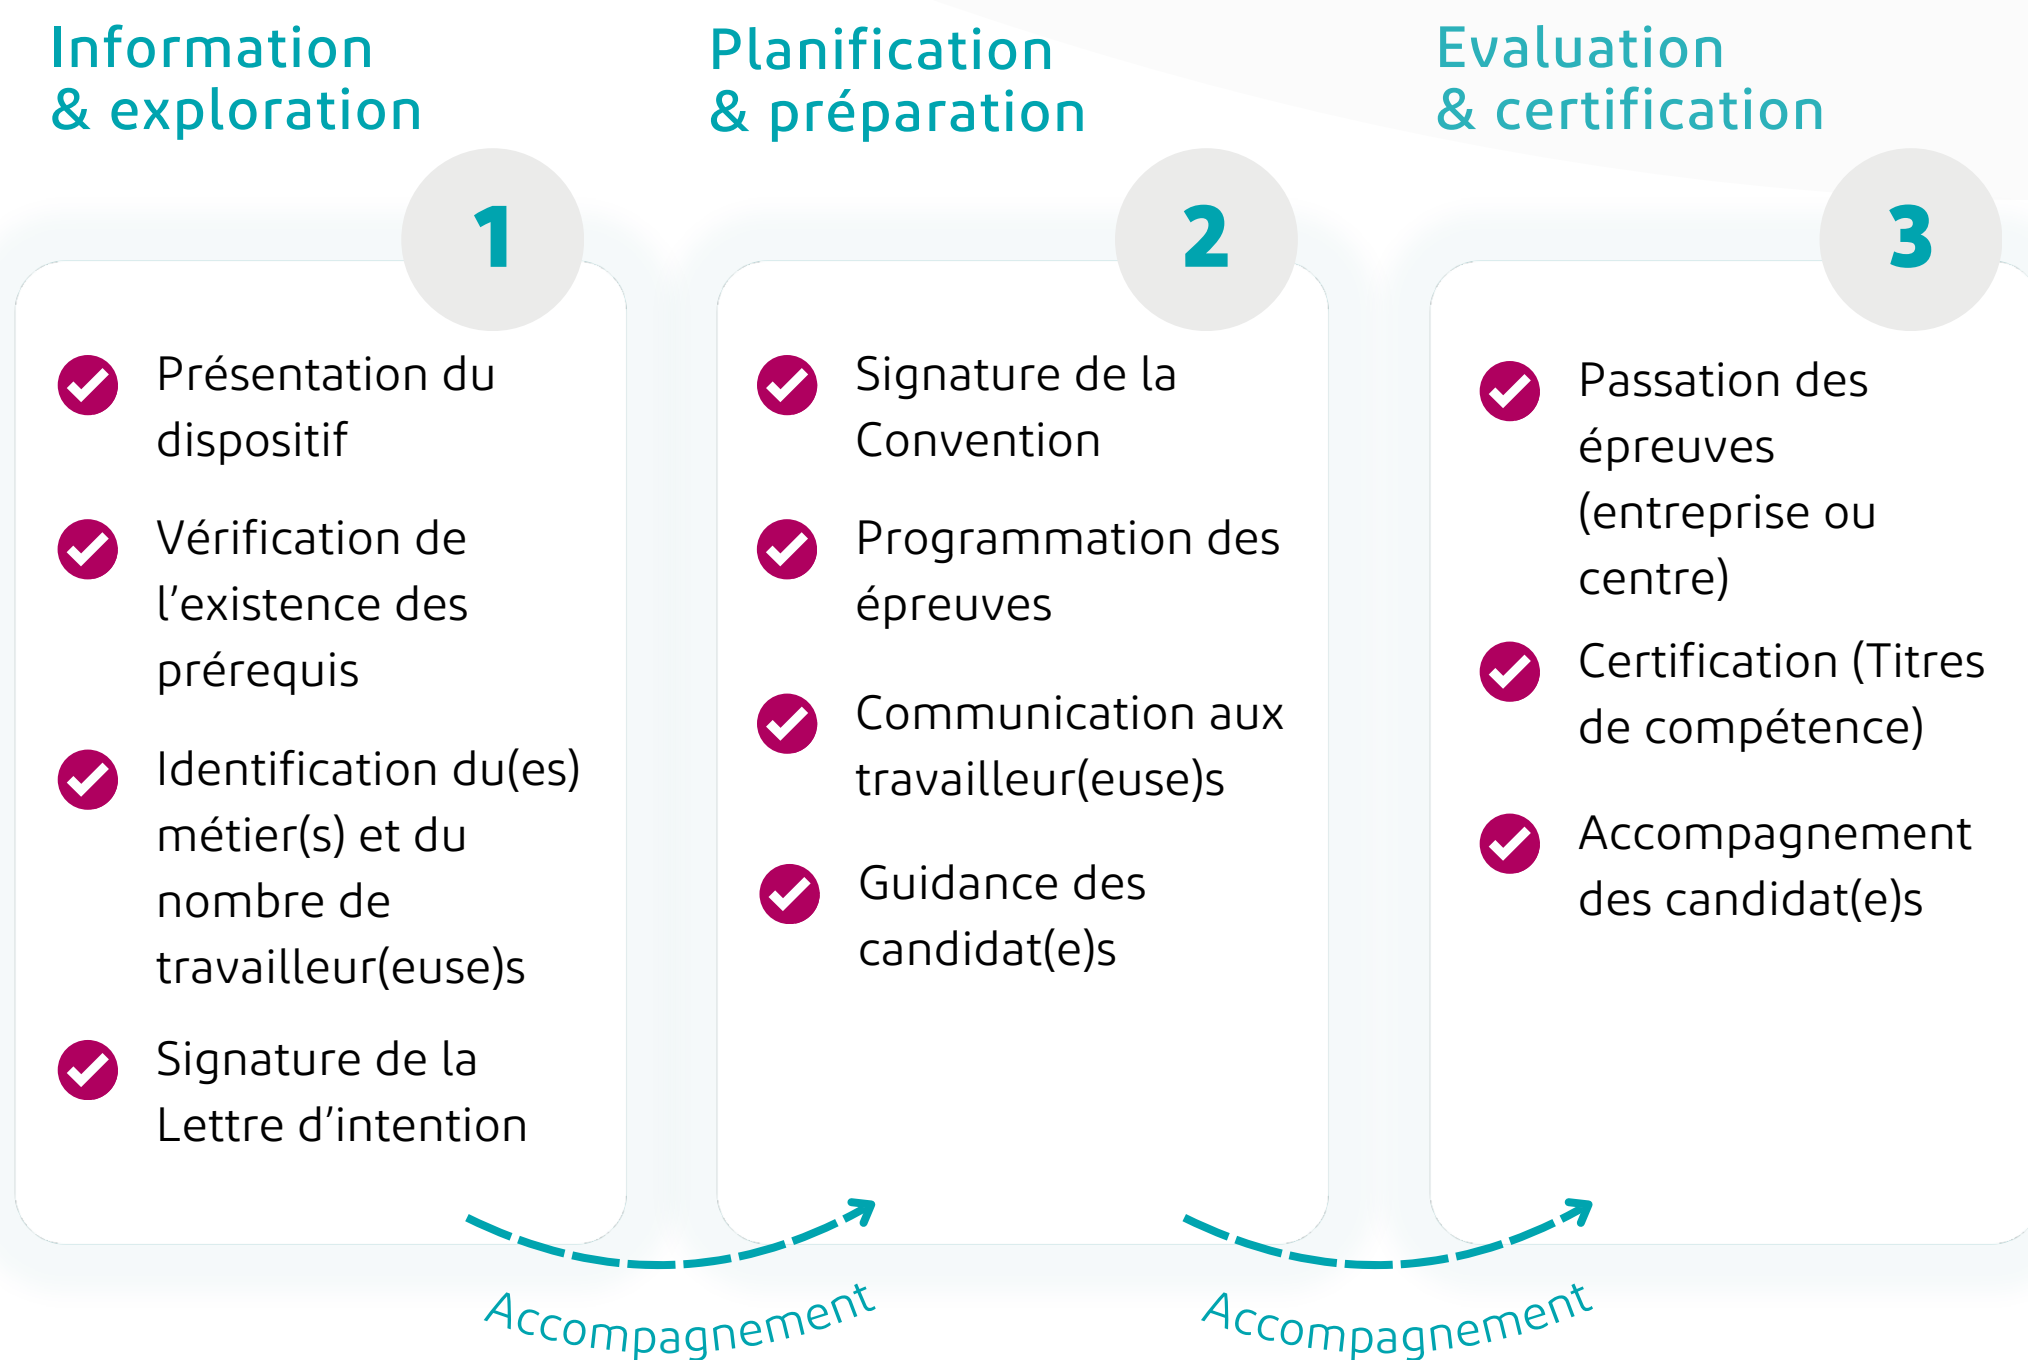 Information
& exploration
1
Présentation du
dispositif
Vérification de
l’existence des
prérequis
Identification du(es)
métier(s) et du
nombre de
travailleur(euse)s
Signature de la
Lettre d’intention
Accompagnement
Planification
& préparation
2
Signature de la
Convention
Programmation des
épreuves
Communication aux
travailleur(euse)s
Guidance des
candidat(e)s
Accompagnement
Evaluation
& certification
3
Passation des
épreuves
(entreprise ou
centre)
Certification (Titres
de compétence)
Accompagnement
des candidat(e)s